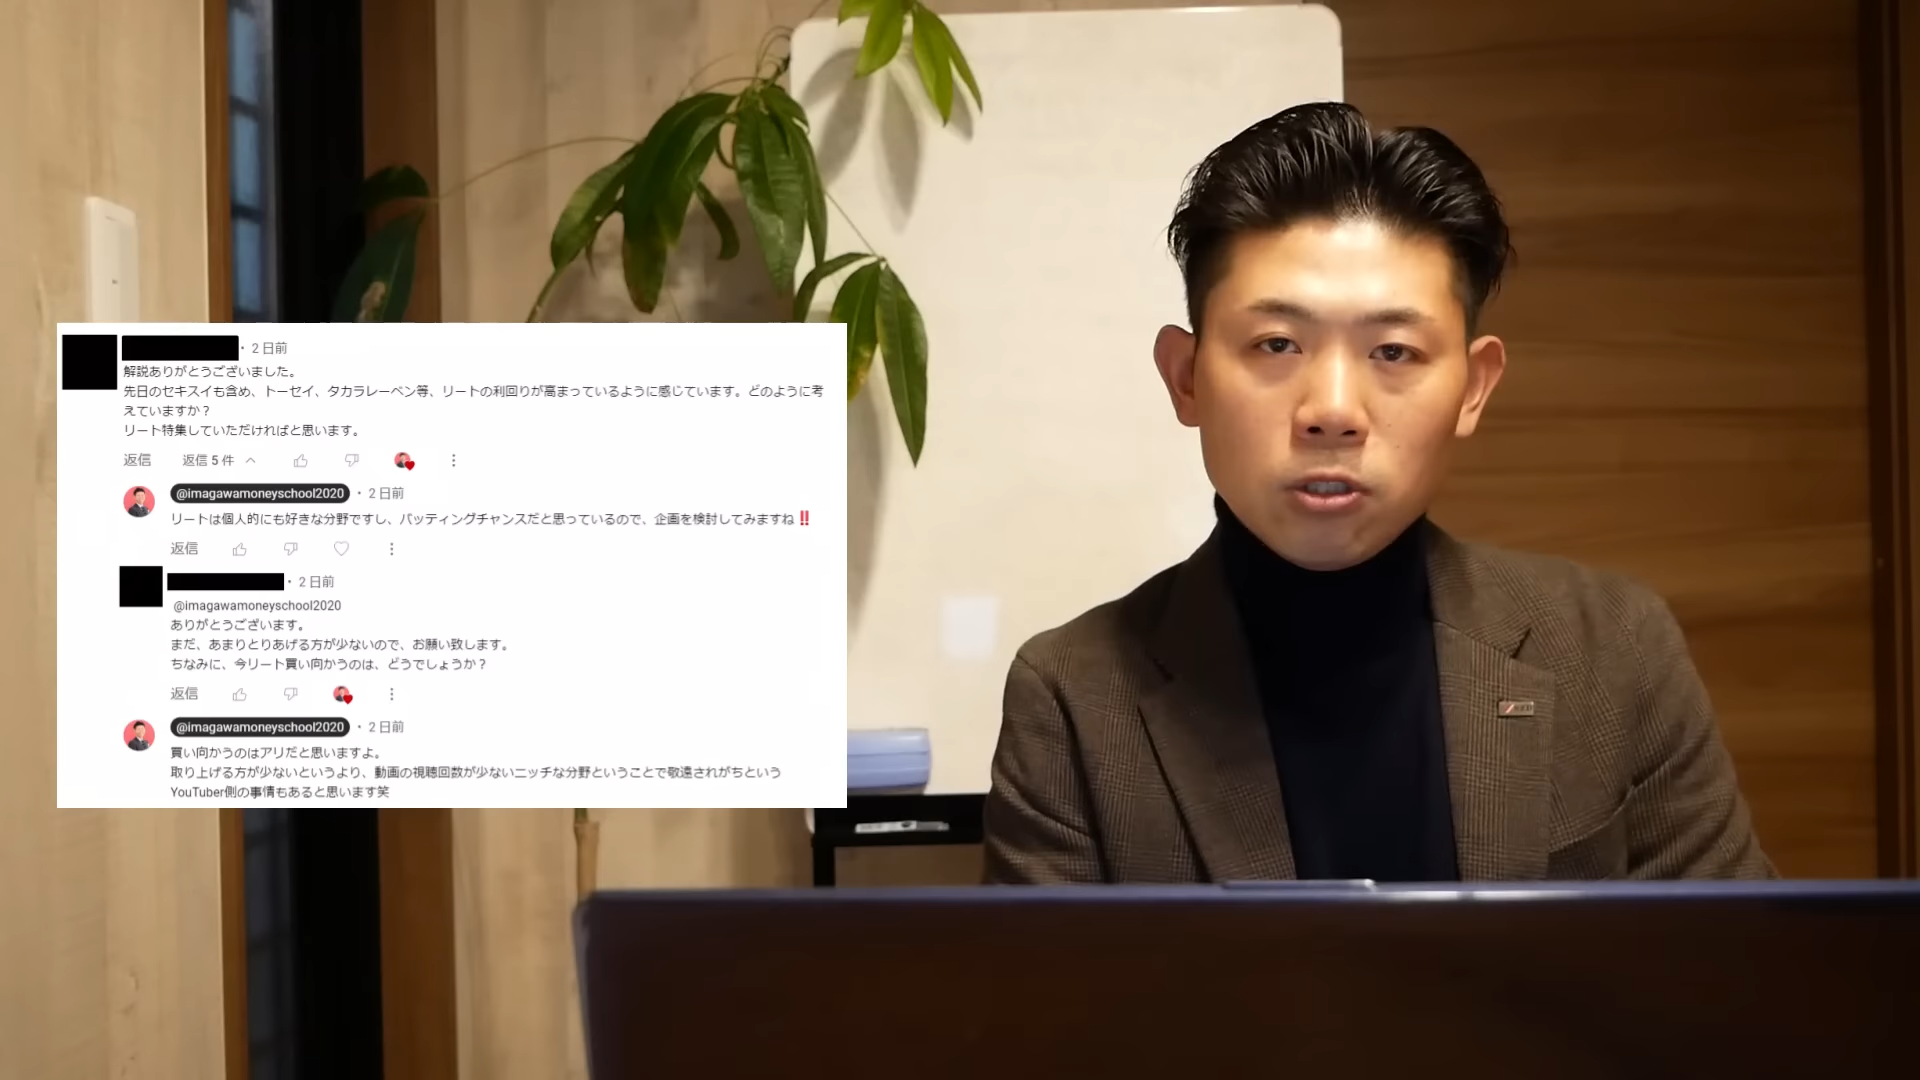 ・2 日前
解説ありがとうございました。
先日のセキスイも含め、トーセイ、タカラレーベン等、リートの利回りが高まっているように感じています。どのように考
えていますか？
リート特集していただければと思います。
返信 返信 5 件
@imagawamoneyschool2020 ・2 日前
リートは個人的にも好きな分野ですし、バッティングチャンスだと思っているので、企画を検討してみますね‼️
返信
・2 日前
@imagawamoneyschool2020
ありがとうございます。
まだ、あまりとりあげる方が少ないので、お願い致します。
ちなみに、今リート買い向かうのは、どうでしょうか？
返信
@imagawamoneyschool2020 ・2 日前
買い向かうのはアリだと思いますよ。
取り上げる方が少ないというより、動画の視聴回数が少ないニッチな分野ということで敬遠されがちという
YouTuber側の事情もあると思います笑